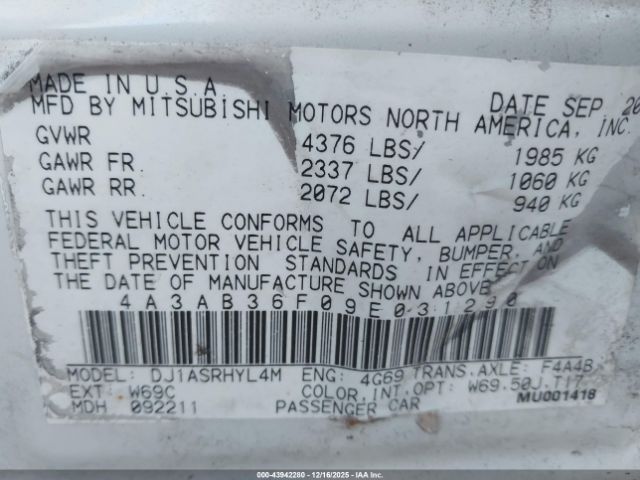 MADE IN U.S.A. DATE SEP 20
MFD BY MITSUBISHI MOTORS NORTH AMERICA, INC.
GVWR 4376 LBS/ 1985 KG
GAWR FR. 2337 LBS/ 1060 KG
GAWR RR. 2072 LBS/ 940 KG
THIS VEHICLE CONFORMS TO ALL APPLICABLE
FEDERAL MOTOR VEHICLE SAFETY, BUMPER, AND
THEFT PREVENTION STANDARDS IN EFFECT ON
THE DATE OF MANUFACTURE SHOWN ABOVE
4A3AB36F09E031290
MODEL: DJ1ASRHYL4M ENG: 4G69 TRANS.AXLE: F4A4B
EXT: W69C COLOR,INT,OPT: W69.50J.T17
MDH 092211 PASSENGER CAR MU001418
000-43942280 - 12/16/2025 - IAA4C